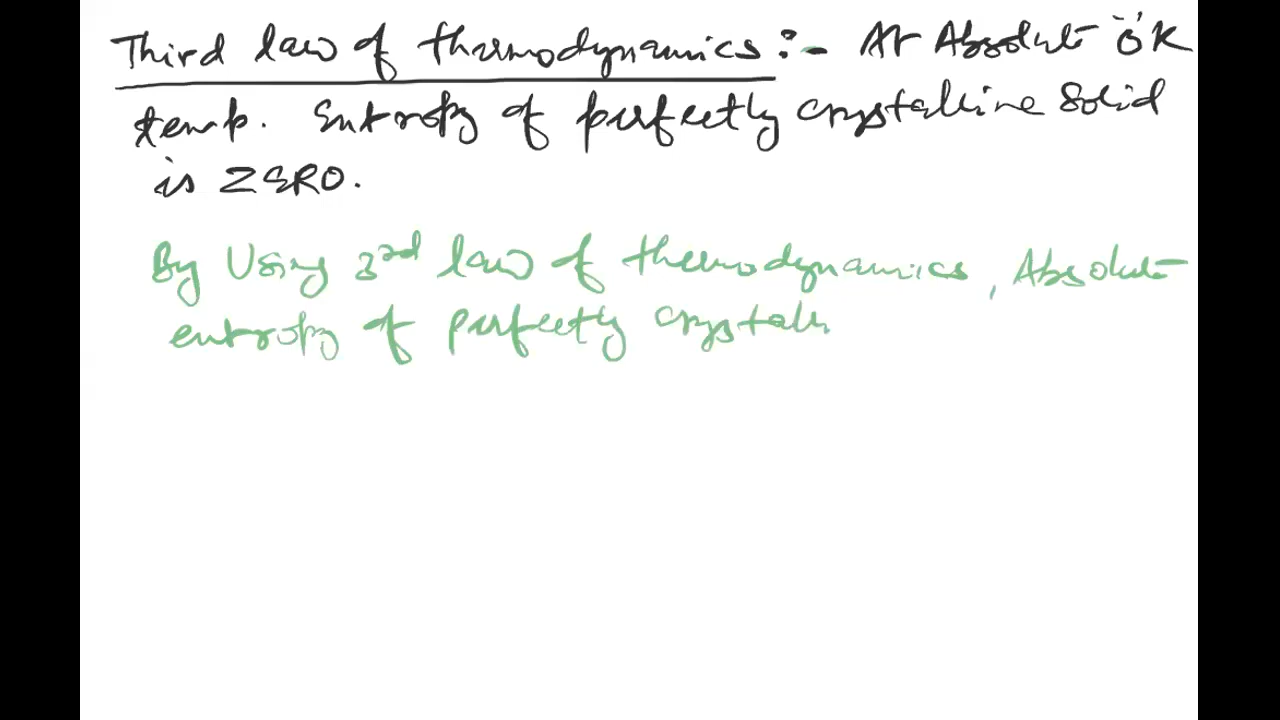 Third law of thermodynamics :- At Absolute "0"K
temp. Entropy of perfectly crystalline Solid
is ZERO.
By Using 3rd law of thermodynamics, Absolute
entropy of perfectly crystalli